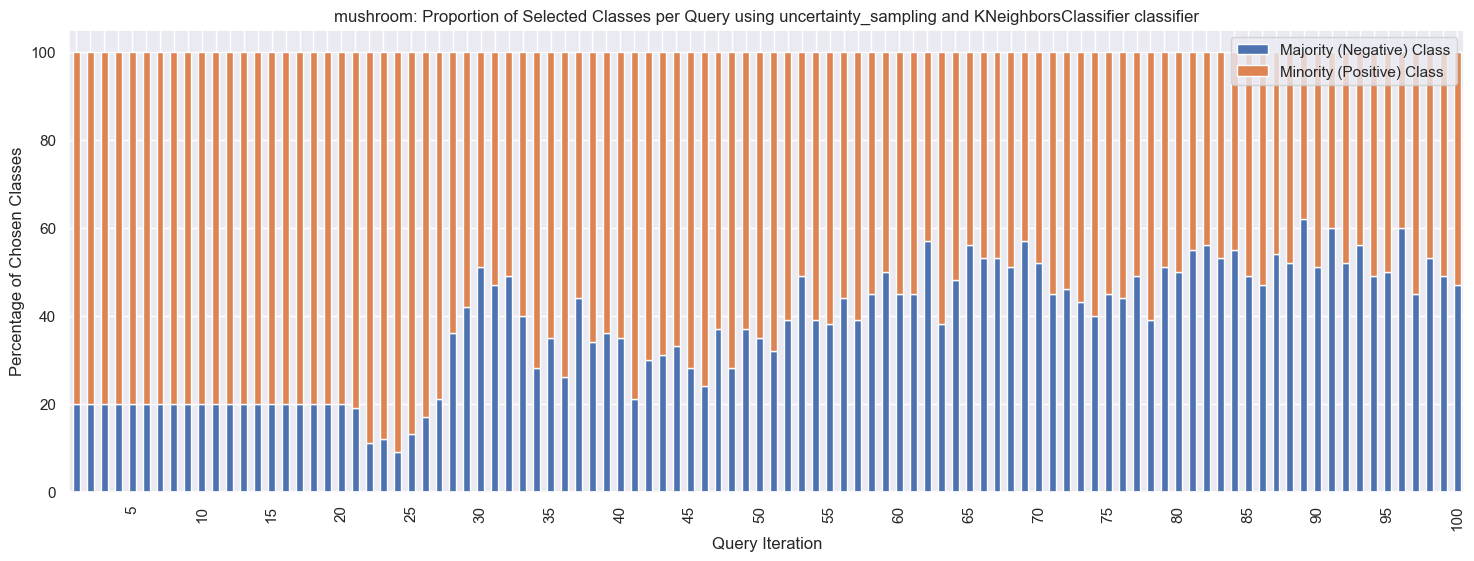 mushroom: Proportion of Selected Classes per Query using uncertainty_sampling and KNeighborsClassifier classifier
Majority (Negative) Class
Minority (Positive) Class
Percentage of Chosen Classes
100
80
60
40
20
0
5 10 15 20 25 30 35 40 45 50 55 60 65 70 75 80 85 90 95 100
Query Iteration